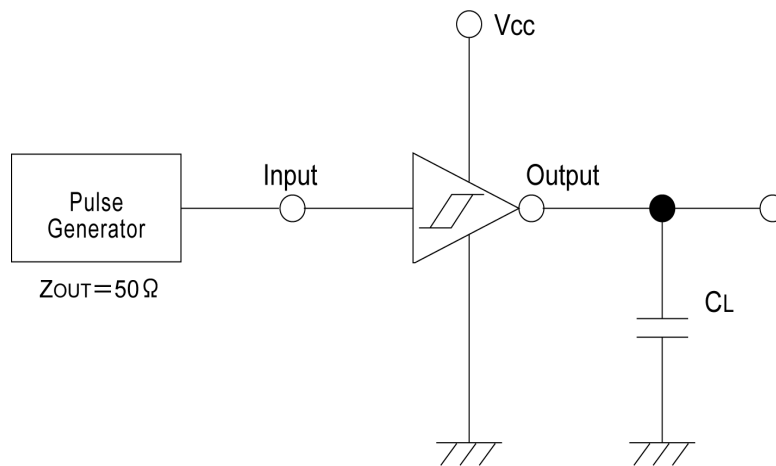 Vcc
Input
Output
Pulse
Generator
ZOUT=50Ω
CL